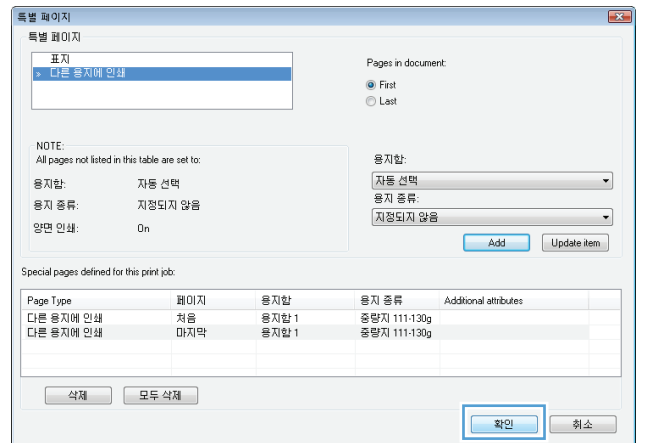 특별 페이지
특별 페이지
표지
» 다른 용지에 인쇄
Pages in document:
First
Last
NOTE:
All pages not listed in this table are set to:
용지함: 자동 선택
용지 종류: 지정되지 않음
양면 인쇄: On
용지함:
자동 선택
용지 종류:
지정되지 않음
Add Update item
Special pages defined for this print job:
Page Type 페이지 용지함 용지 종류 Additional attributes
다른 용지에 인쇄 처음 용지함 1 중량지 111-130g
다른 용지에 인쇄 마지막 용지함 1 중량지 111-130g
삭제 모두 삭제
확인 취소